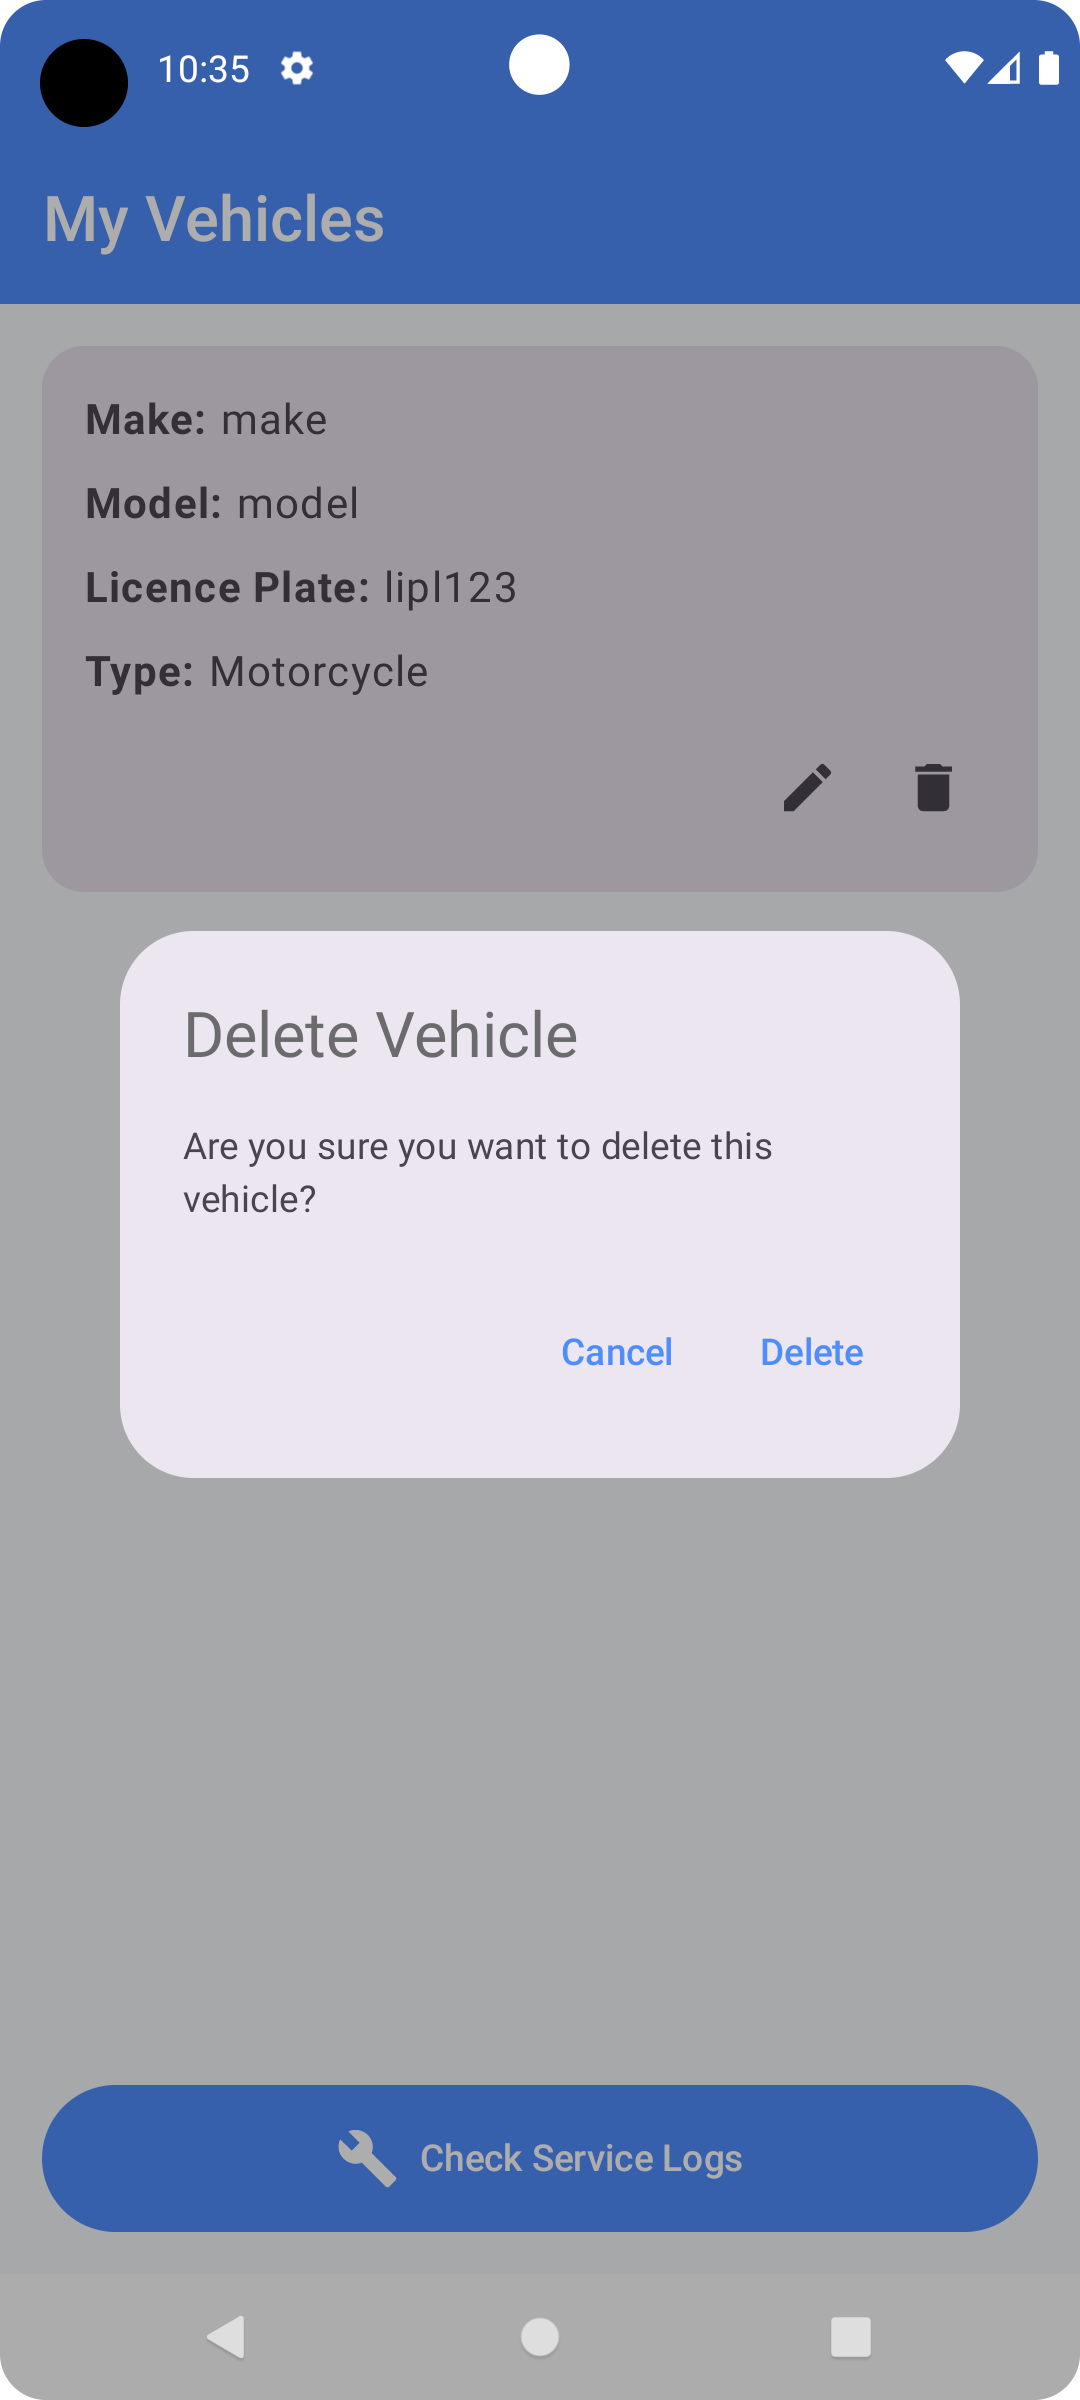 10:35
My Vehicles
Make: make
Model: model
Licence Plate: lipl123
Type: Motorcycle
Delete Vehicle
Are you sure you want to delete this
vehicle?
Cancel Delete
Check Service Logs